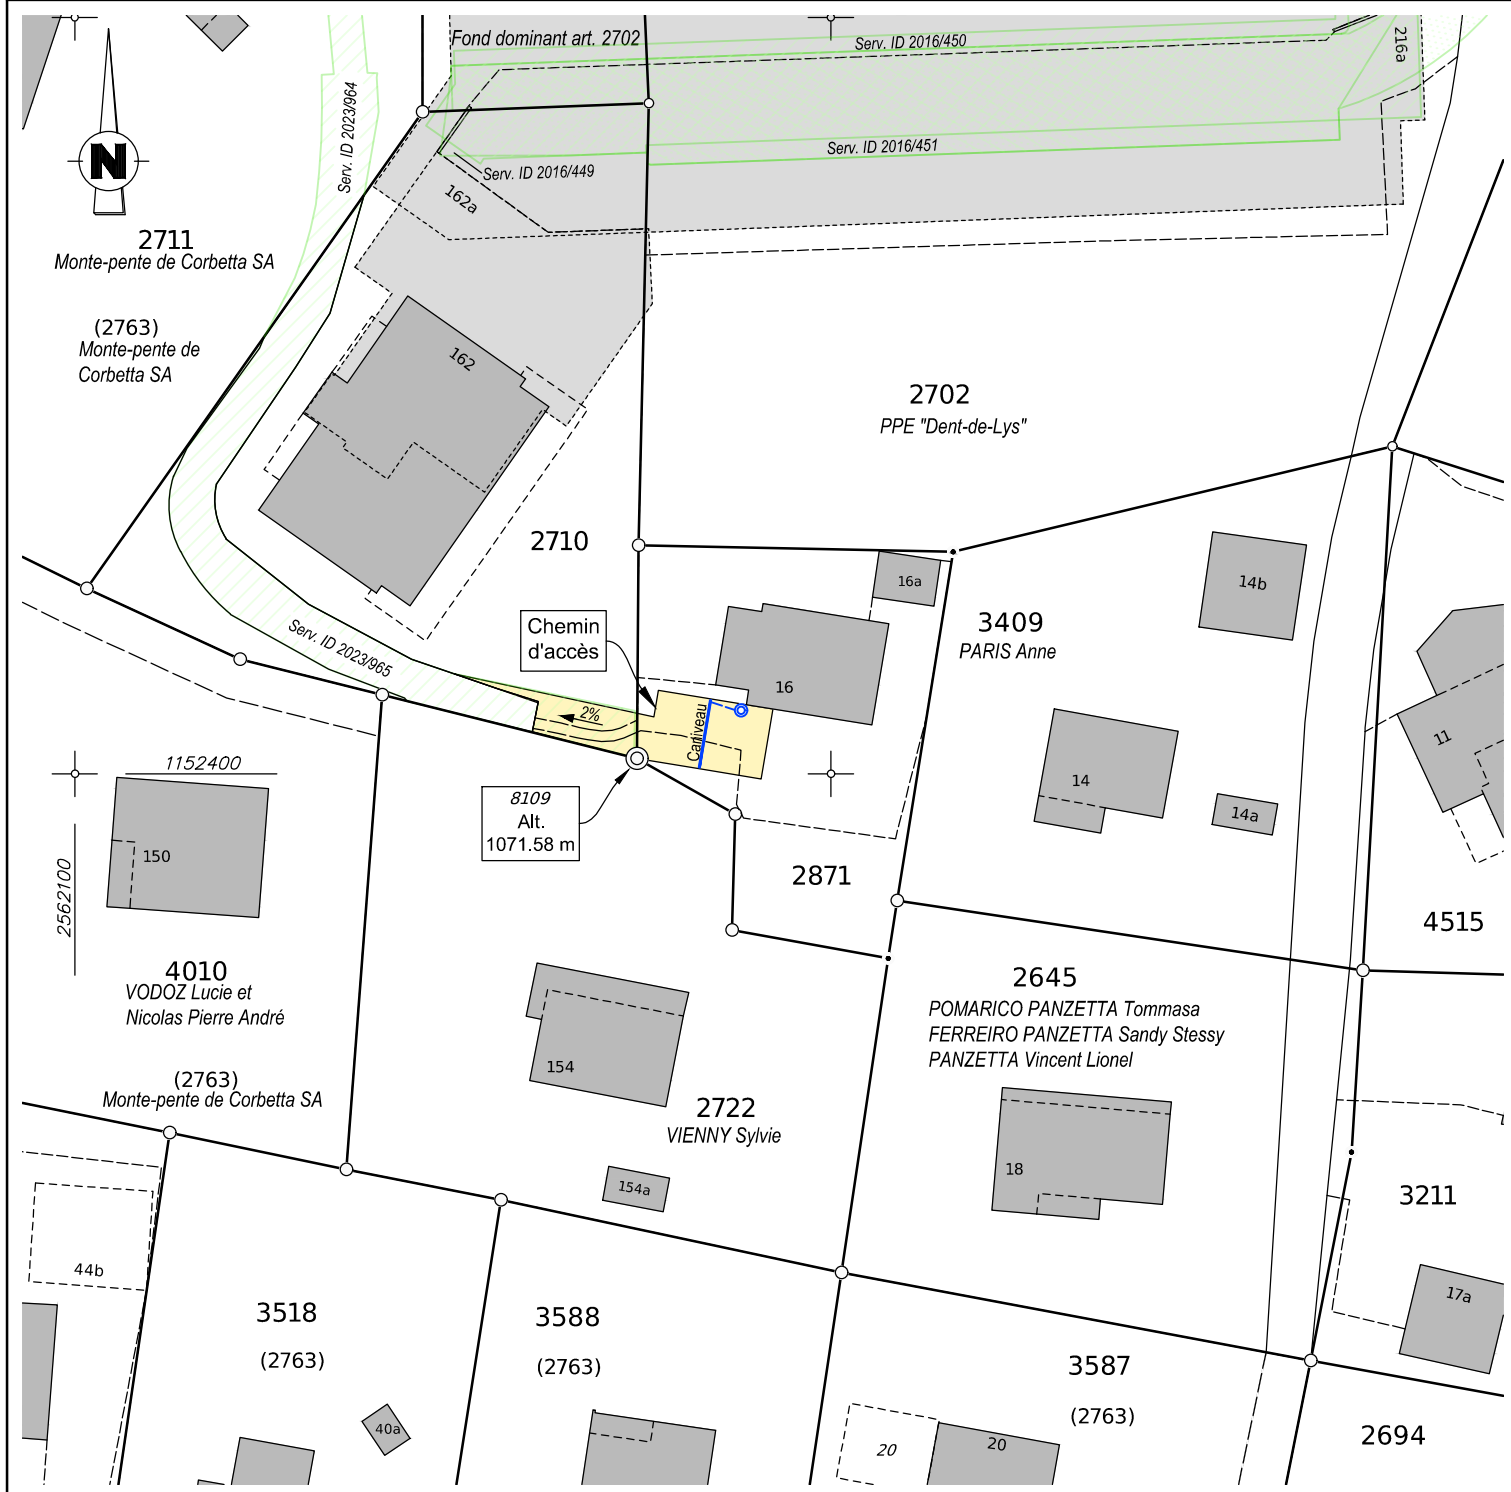 Fond dominant art. 2702
Serv. ID 2016/450
216a
Serv. ID 2023/964
Serv. ID 2016/451
Serv. ID 2016/449
N
162a
2711
Monte-pente de Corbetta SA
(2763)
Monte-pente de
Corbetta SA
162
2702
PPE "Dent-de-Lys"
2710
16a
14b
Chemin
d'accès
3409
PARIS Anne
Serv. ID 2023/965
16
2%
Caniveau
11
1152400
14
8109
Alt.
1071.58 m
14a
150
2871
2562100
4515
4010
VODOZ Lucie et
Nicolas Pierre André
2645
POMARICO PANZETTA Tommasa
FERREIRO PANZETTA Sandy Stessy
PANZETTA Vincent Lionel
154
(2763)
Monte-pente de Corbetta SA
2722
VIENNY Sylvie
18
154a
3211
44b
17a
3518
(2763)
3588
(2763)
3587
(2763)
40a
20
20
2694